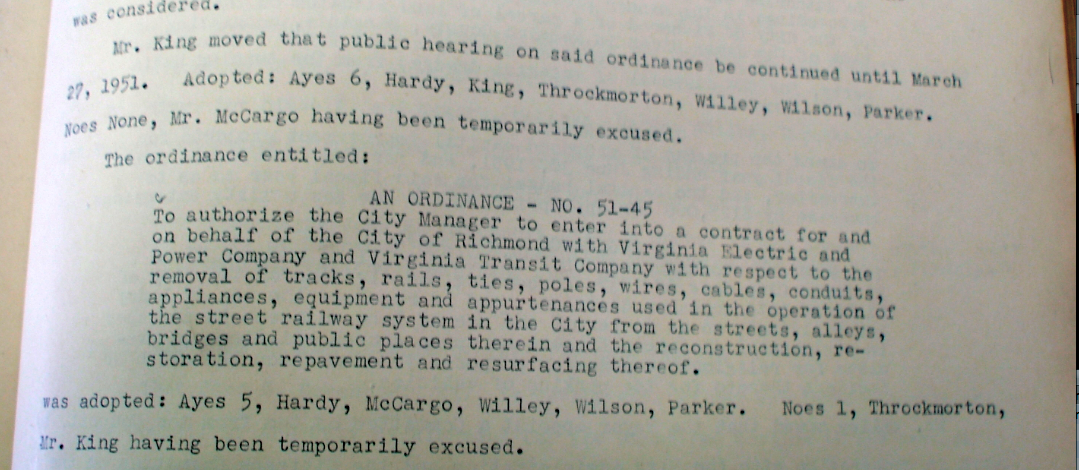 was considered.
Mr. King moved that public hearing on said ordinance be continued until March
27, 1951. Adopted: Ayes 6, Hardy, King, Throckmorton, Willey, Wilson, Parker.
Noes None, Mr. McCargo having been temporarily excused.
The ordinance entitled:
AN ORDINANCE - NO. 51-45
To authorize the City Manager to enter into a contract for and
on behalf of the City of Richmond with Virginia Electric and
Power Company and Virginia Transit Company with respect to the
removal of tracks, rails, ties, poles, wires, cables, conduits,
appliances, equipment and appurtenances used in the operation of
the street railway system in the City from the streets, alleys,
bridges and public places therein and the reconstruction, re-
storation, repavement and resurfacing thereof.
was adopted: Ayes 5, Hardy, McCargo, Willey, Wilson, Parker. Noes 1, Throckmorton,
Mr. King having been temporarily excused.